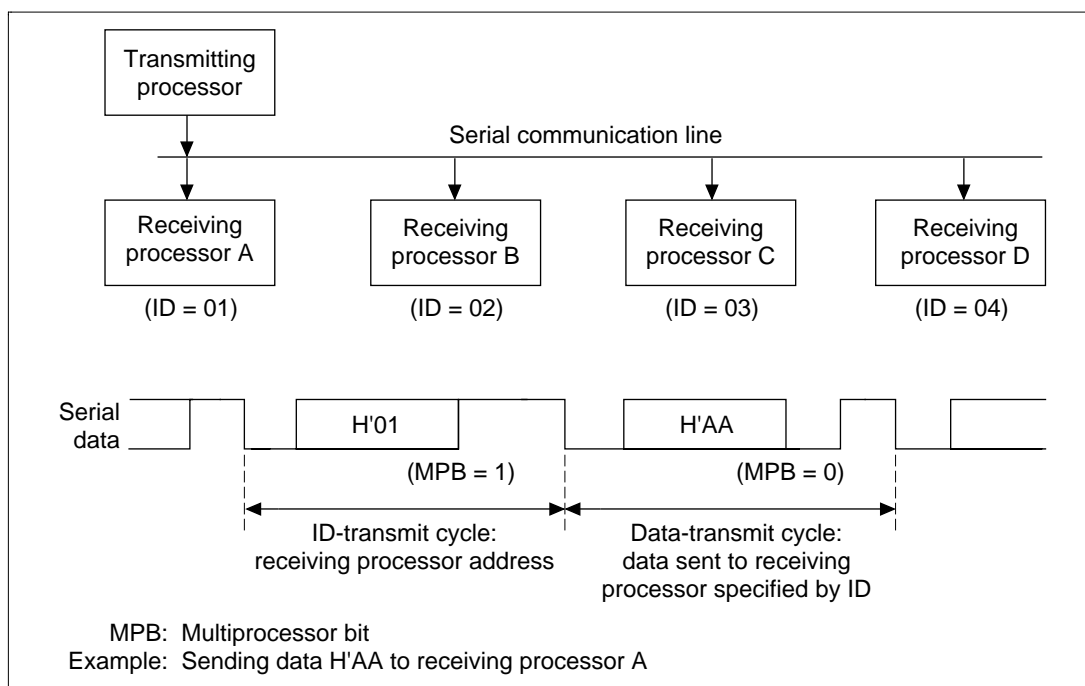 Transmitting
processor
Serial communication line
Receiving
processor A
Receiving
processor B
Receiving
processor C
Receiving
processor D
(ID = 01)
(ID = 02)
(ID = 03)
(ID = 04)
Serial
data
H'01
H'AA
(MPB = 1)
(MPB = 0)
ID-transmit cycle:
receiving processor address
Data-transmit cycle:
data sent to receiving
processor specified by ID
MPB: Multiprocessor bit
Example: Sending data H'AA to receiving processor A